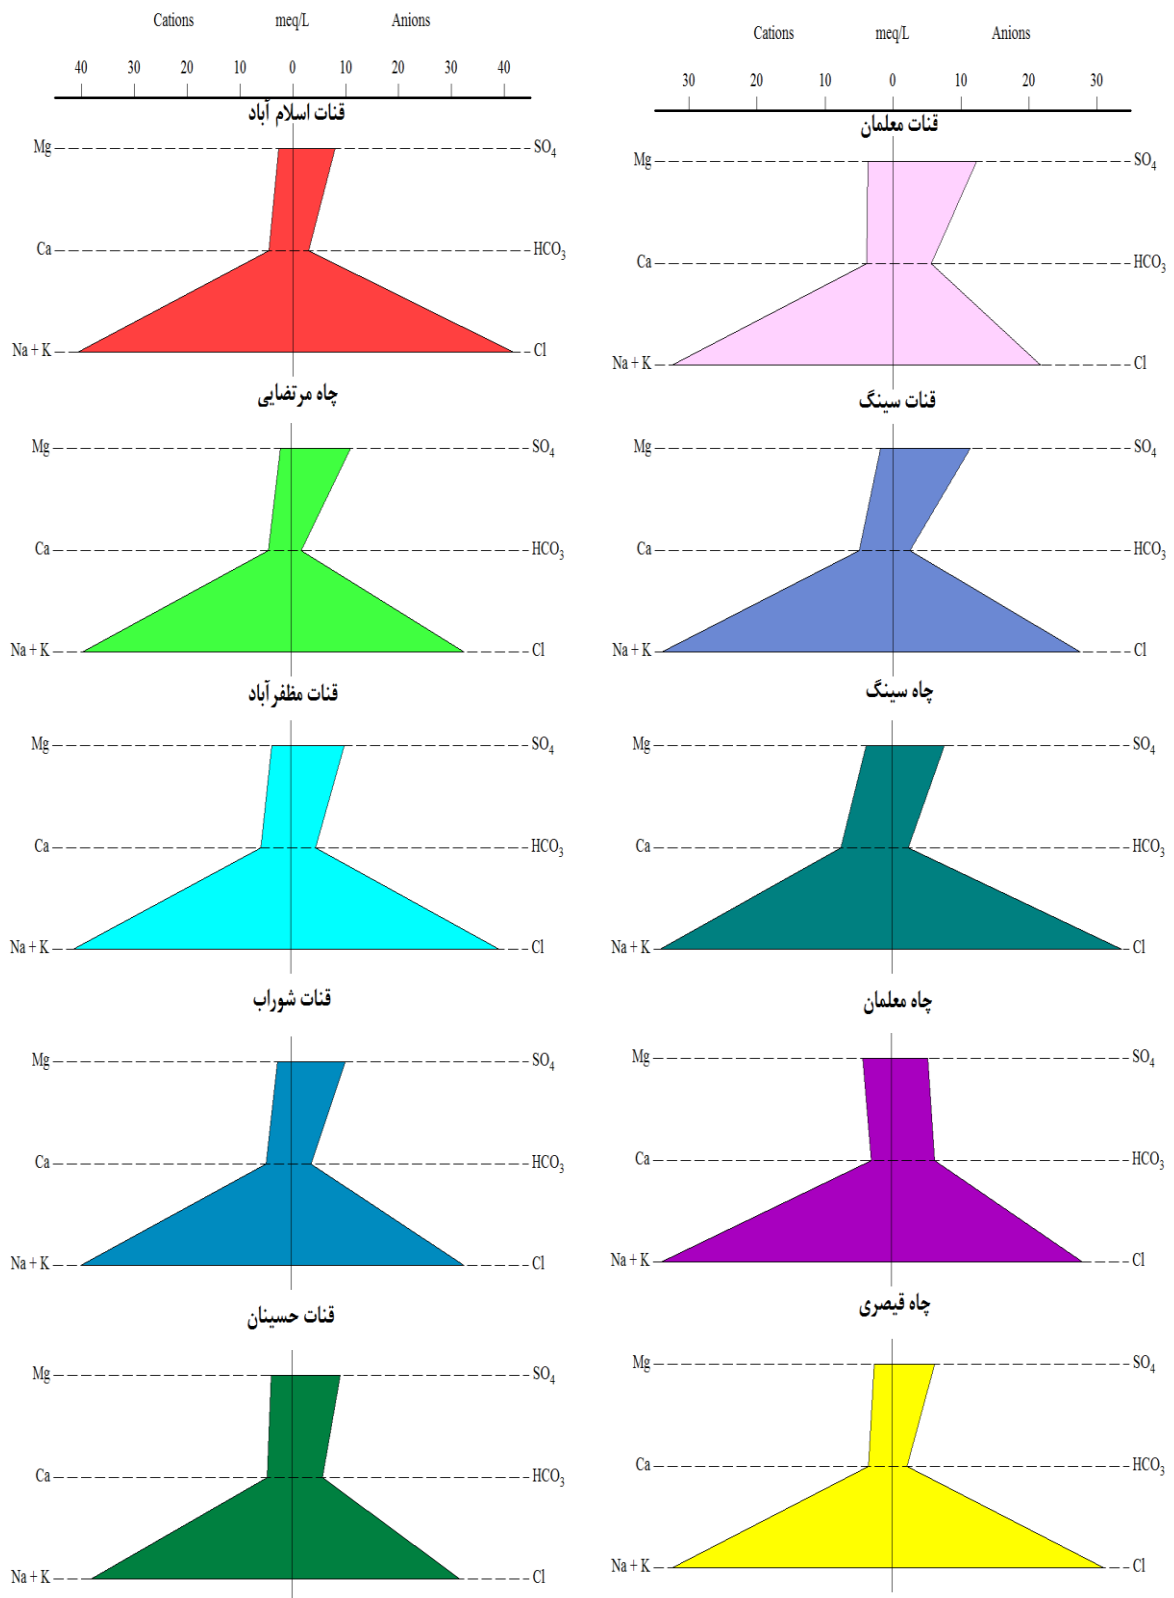 Cations meq/L Anions
40 30 20 10 0 10 20 30 40
قنات اسلام آباد
Mg SO4
Ca HCO3
Na + K Cl
چاه مرتضایی
Mg SO4
Ca HCO3
Na + K Cl
قنات مظفرآباد
Mg SO4
Ca HCO3
Na + K Cl
قنات شوراب
Mg SO4
Ca HCO3
Na + K Cl
قنات حسینان
Mg SO4
Ca HCO3
Na + K Cl
Cations meq/L Anions
30 20 10 0 10 20 30
قنات معلمان
Mg SO4
Ca HCO3
Na + K Cl
قنات سینگ
Mg SO4
Ca HCO3
Na + K Cl
چاه سینگ
Mg SO4
Ca HCO3
Na + K Cl
چاه معلمان
Mg SO4
Ca HCO3
Na + K Cl
چاه قیصری
Mg SO4
Ca HCO3
Na + K Cl